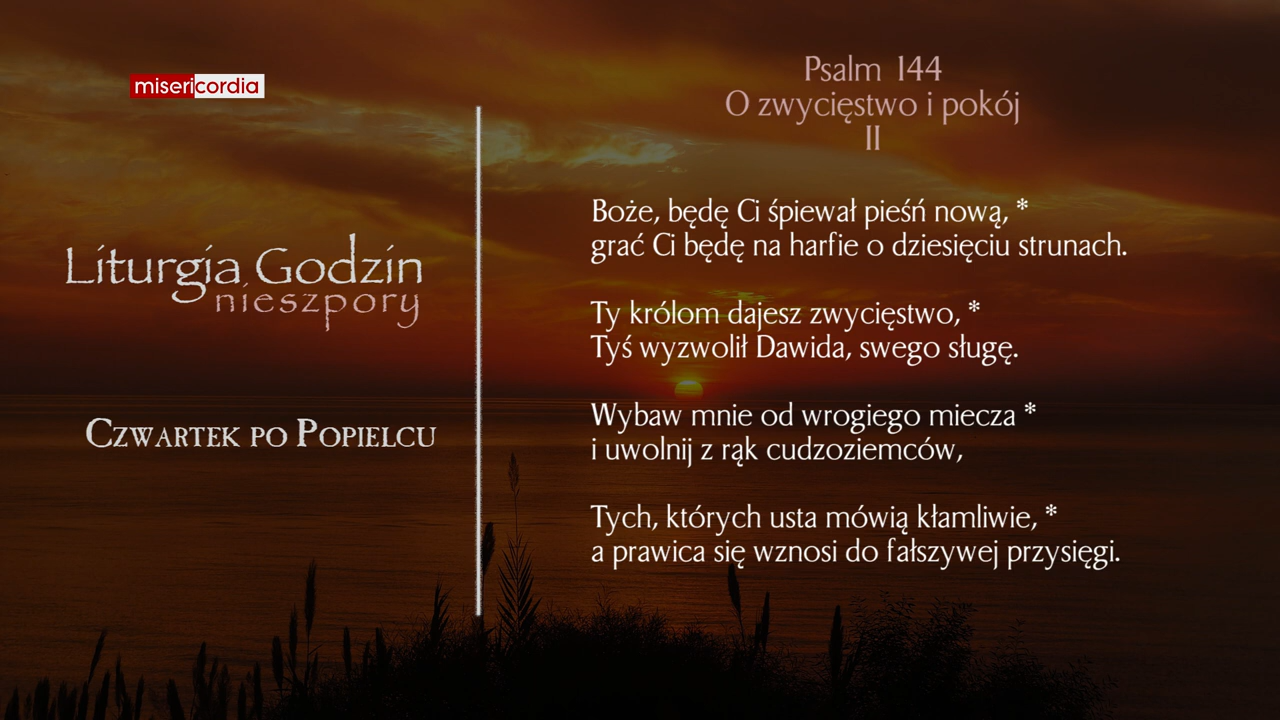 misericordia
Liturgia Godzin
nieszpory
Czwartek po Popielcu
Psalm 144
O zwycięstwo i pokój
II
Boże, będę Ci śpiewał pieśń nową, *
grać Ci będę na harfie o dziesięciu strunach.
Ty królom dajesz zwycięstwo, *
Tyś wyzwolił Dawida, swego sługę.
Wybaw mnie od wrogiego miecza *
i uwolnij z rąk cudzoziemców,
Tych, których usta mówią kłamliwie, *
a prawica się wznosi do fałszywej przysięgi.